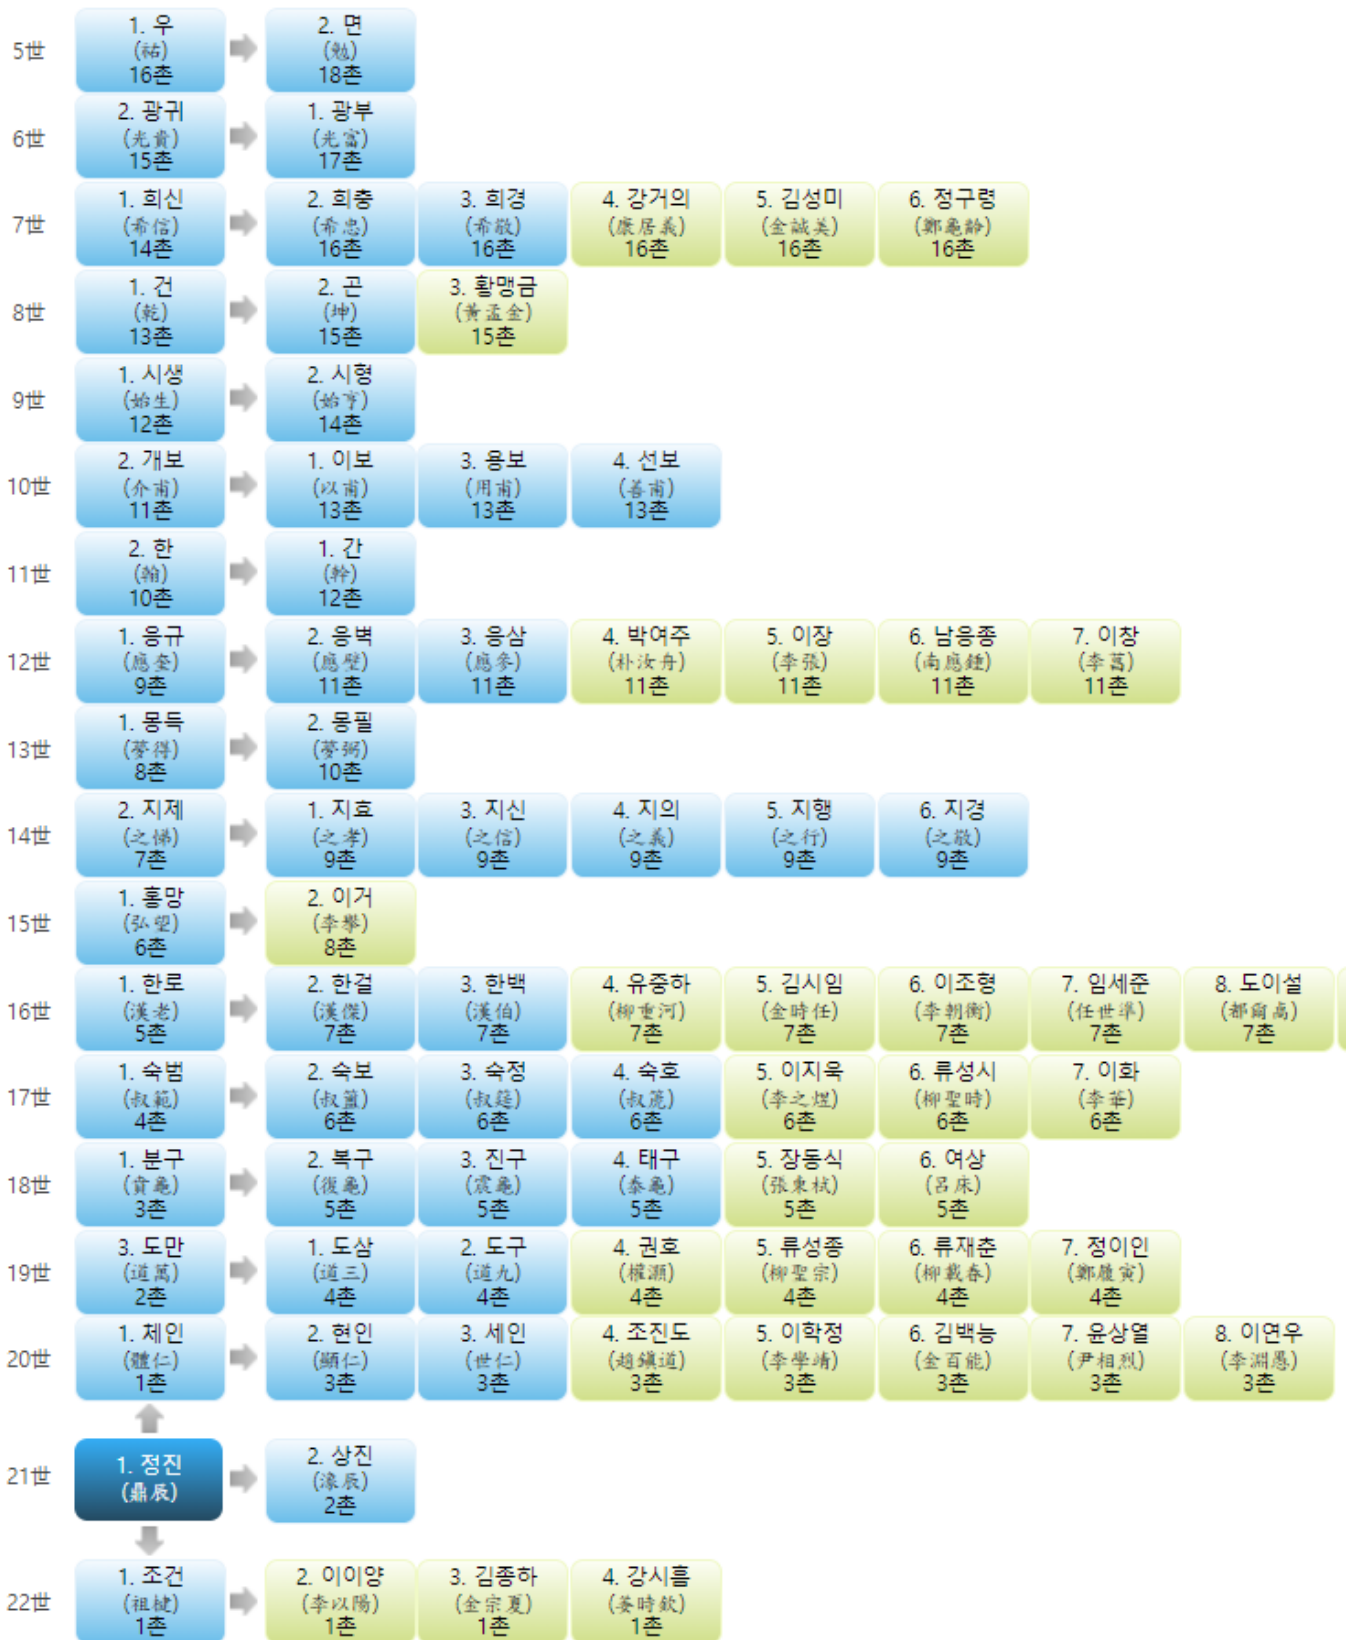 5世
1. 우
(祐)
16촌
2. 면
(勉)
18촌
6世
2. 광귀
(光貴)
15촌
1. 광부
(光富)
17촌
7世
1. 희신
(希信)
14촌
2. 희충
(希忠)
16촌
3. 희경
(希敬)
16촌
4. 강거의
(康居義)
16촌
5. 김성미
(金誠美)
16촌
6. 정구령
(鄭龜齡)
16촌
8世
1. 건
(乾)
13촌
2. 곤
(坤)
15촌
3. 황맹금
(黃孟金)
15촌
9世
1. 시생
(始生)
12촌
2. 시형
(始亨)
14촌
10世
2. 개보
(介甫)
11촌
1. 이보
(以甫)
13촌
3. 용보
(用甫)
13촌
4. 선보
(善甫)
13촌
11世
2. 한
(翰)
10촌
1. 간
(幹)
12촌
12世
1. 응규
(應奎)
9촌
2. 응벽
(應壁)
11촌
3. 응삼
(應參)
11촌
4. 박여주
(朴汝舟)
11촌
5. 이장
(李張)
11촌
6. 남응종
(南應鍾)
11촌
7. 이창
(李菖)
11촌
13世
1. 몽득
(夢得)
8촌
2. 몽필
(夢弼)
10촌
14世
2. 지제
(之悌)
7촌
1. 지효
(之孝)
9촌
3. 지신
(之信)
9촌
4. 지의
(之義)
9촌
5. 지행
(之行)
9촌
6. 지경
(之敬)
9촌
15世
1. 홍망
(弘望)
6촌
2. 이거
(李擧)
8촌
16世
1. 한로
(漢老)
5촌
2. 한걸
(漢傑)
7촌
3. 한백
(漢伯)
7촌
4. 유중하
(柳重河)
7촌
5. 김시임
(金時任)
7촌
6. 이조형
(李朝衡)
7촌
7. 임세준
(任世準)
7촌
8. 도이설
(都爾卨)
7촌
17世
1. 숙범
(叔範)
4촌
2. 숙보
(叔簠)
6촌
3. 숙정
(叔筳)
6촌
4. 숙호
(叔箎)
6촌
5. 이지욱
(李之煜)
6촌
6. 류성시
(柳聖時)
6촌
7. 이화
(李華)
6촌
18世
1. 분구
(賁龜)
3촌
2. 복구
(復龜)
5촌
3. 진구
(震龜)
5촌
4. 태구
(泰龜)
5촌
5. 장동식
(張東栻)
5촌
6. 여상
(呂床)
5촌
19世
3. 도만
(道萬)
2촌
1. 도삼
(道三)
4촌
2. 도구
(道九)
4촌
4. 권호
(權灝)
4촌
5. 류성종
(柳聖宗)
4촌
6. 류재춘
(柳載春)
4촌
7. 정이인
(鄭履寅)
4촌
20世
1. 체인
(體仁)
1촌
2. 현인
(顯仁)
3촌
3. 세인
(世仁)
3촌
4. 조진도
(趙鎭道)
3촌
5. 이학정
(李學靖)
3촌
6. 김백능
(金百能)
3촌
7. 윤상열
(尹相烈)
3촌
8. 이연우
(李淵愚)
3촌
21世
1. 정진
(鼎辰)
2. 상진
(潒辰)
2촌
22世
1. 조건
(祖楗)
1촌
2. 이이양
(李以陽)
1촌
3. 김종하
(金宗夏)
1촌
4. 강시흠
(姜時欽)
1촌